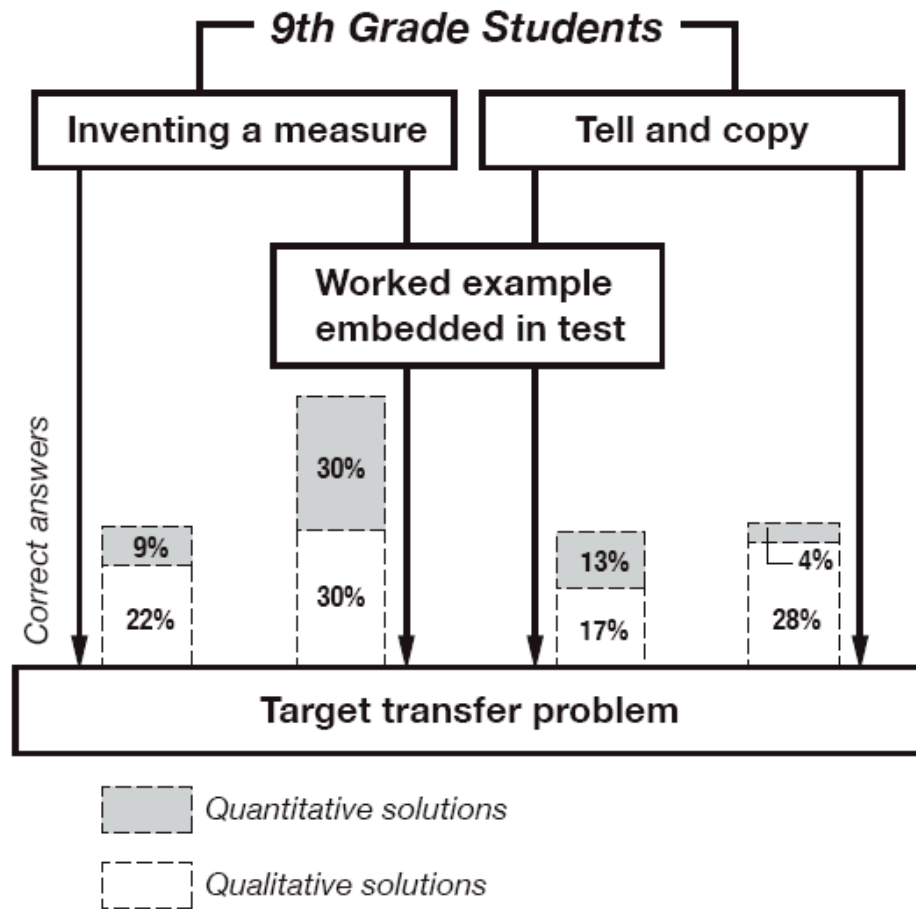 9th Grade Students
Inventing a measure
Tell and copy
Worked example
embedded in test
Correct answers
9%
22%
30%
30%
13%
17%
4%
28%
Target transfer problem
Quantitative solutions
Qualitative solutions